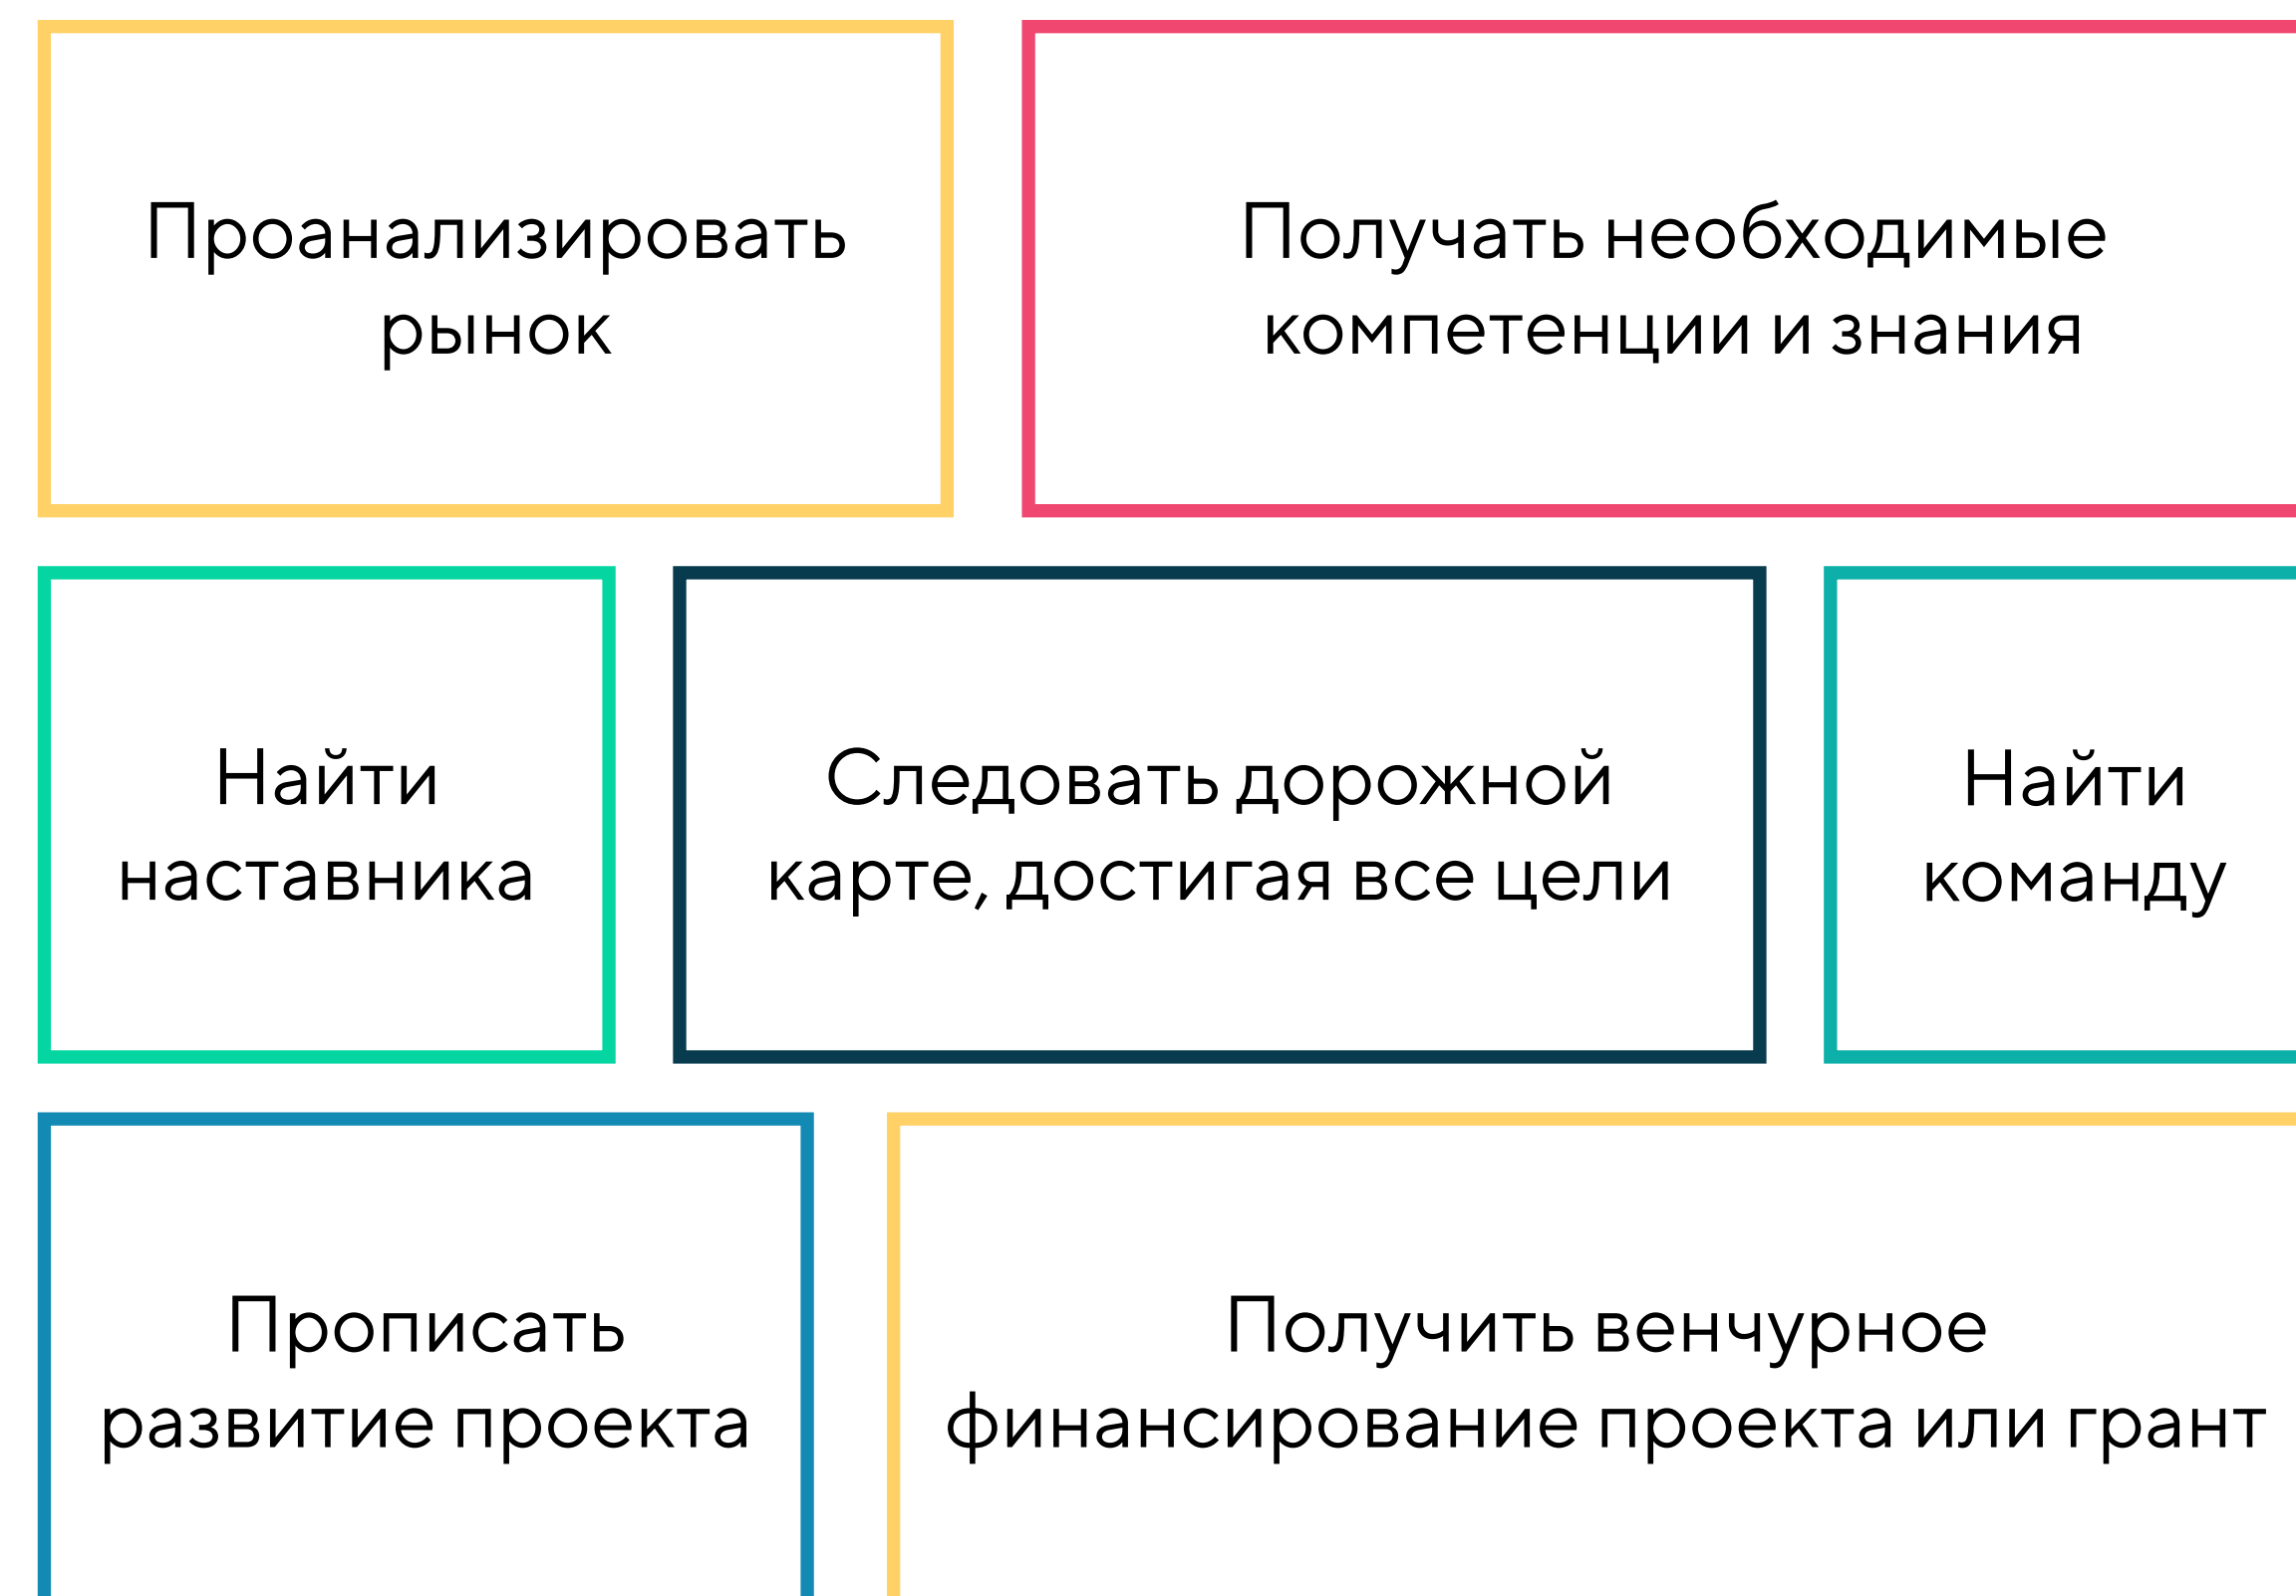 Проанализировать
рынок
Получать необходимые
компетенции и знания
Найти
наставника
Следовать дорожной
карте, достигая все цели
Найти
команду
Прописать
развитие проекта
Получить венчурное
финансирование проекта или грант